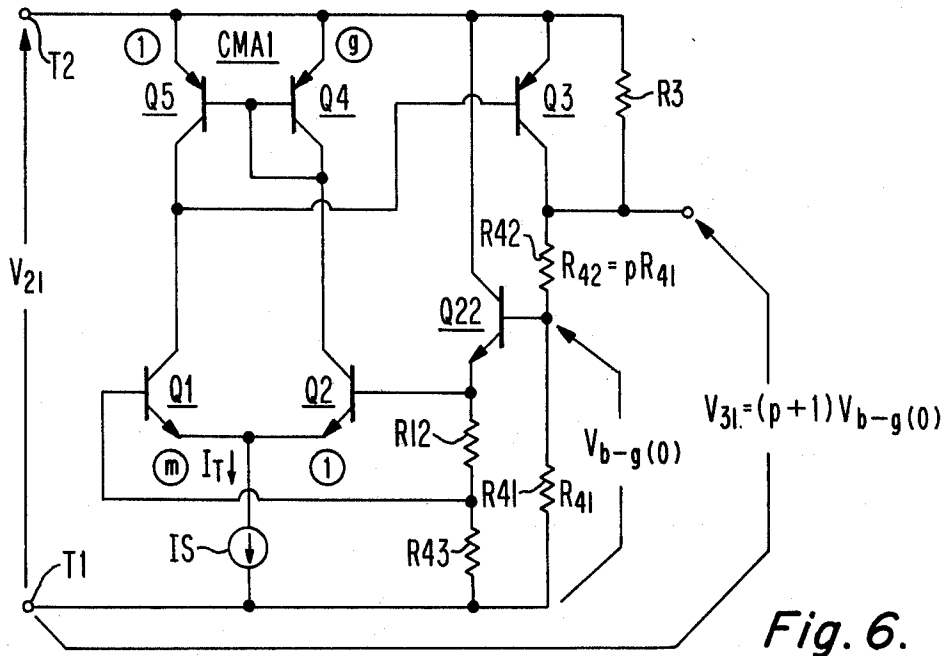 T2
1
CMA1
g
Q5
Q4
Q3
R3
V21
R42
R42 = pR41
Q22
Q1
Q2
R12
Vb-g(0)
V31.=(p+1)Vb-g(0)
m
IT
1
R41
R41
IS
R43
T1
Fig. 6.